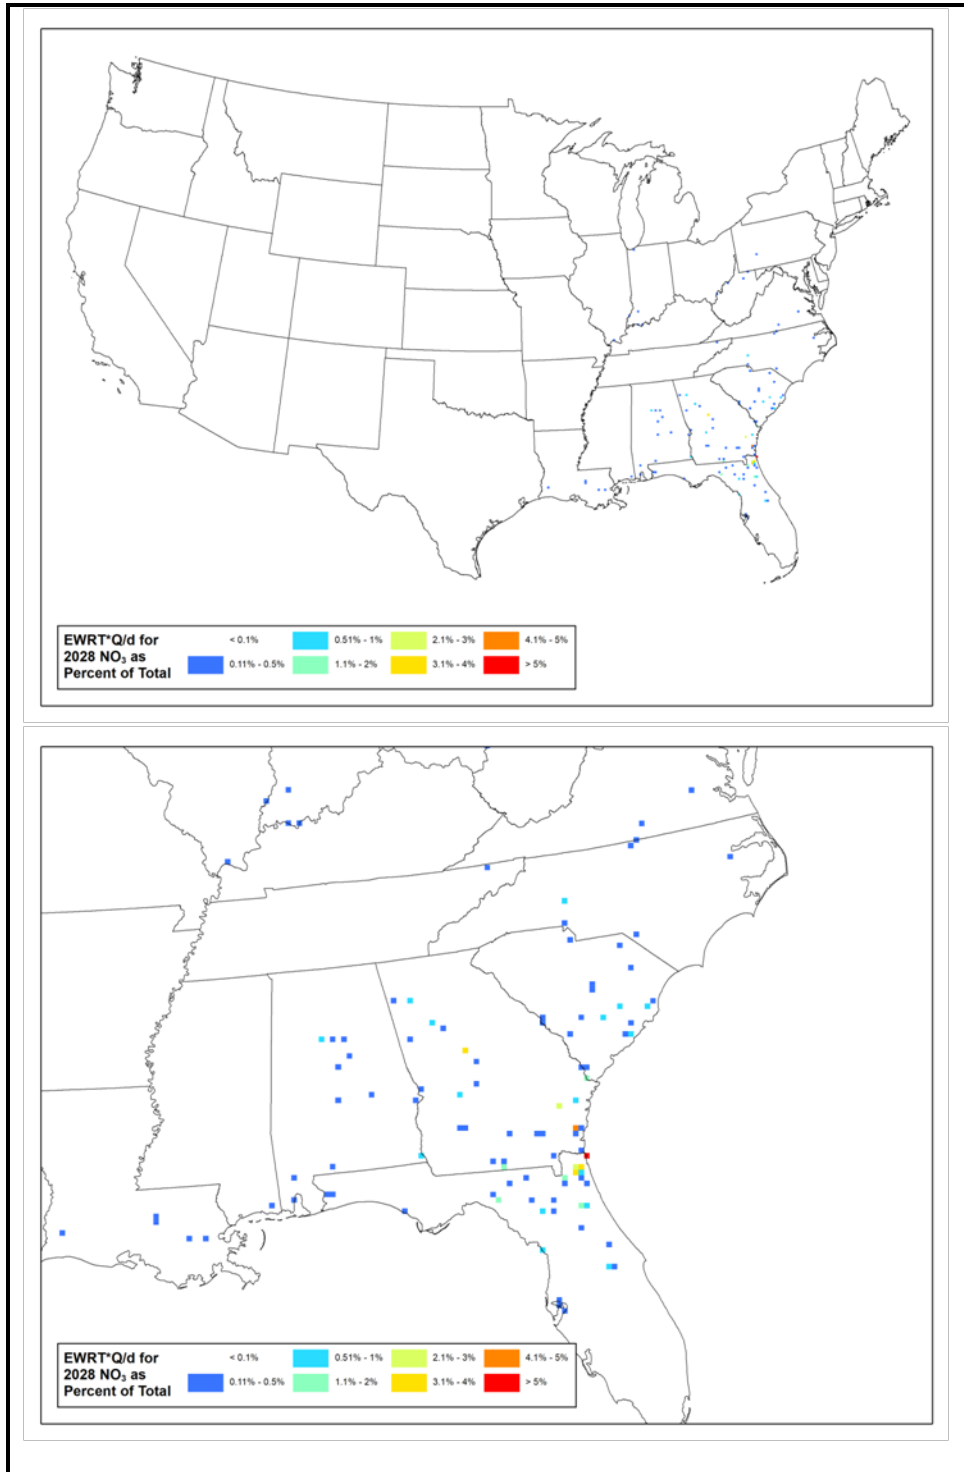 EWRT*Q/d for
2028 NO₃ as
Percent of Total
< 0.1%
0.51% - 1%
2.1% - 3%
4.1% - 5%
0.11% - 0.5%
1.1% - 2%
3.1% - 4%
> 5%
EWRT*Q/d for
2028 NO₃ as
Percent of Total
< 0.1%
0.51% - 1%
2.1% - 3%
4.1% - 5%
0.11% - 0.5%
1.1% - 2%
3.1% - 4%
> 5%